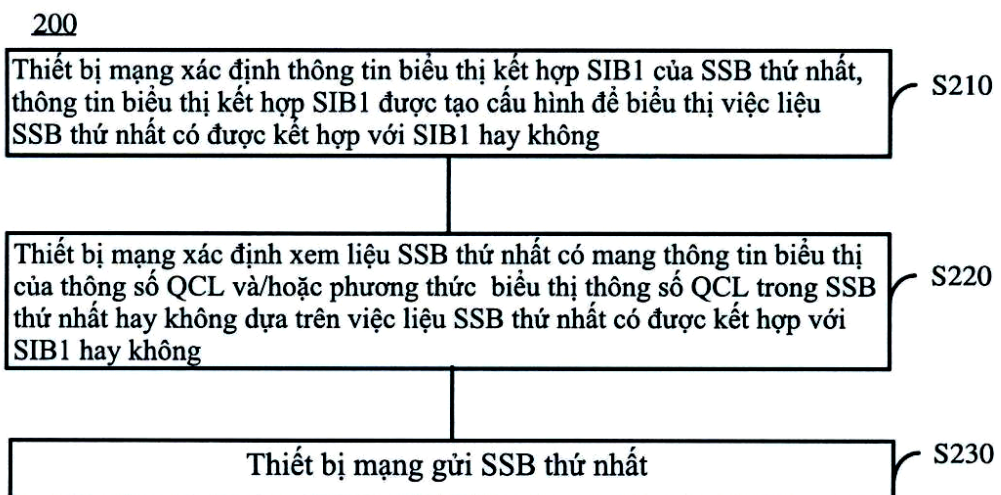 200
Thiết bị mạng xác định thông tin biểu thị kết hợp SIB1 của SSB thứ nhất,
thông tin biểu thị kết hợp SIB1 được tạo cấu hình để biểu thị việc liệu
SSB thứ nhất có được kết hợp với SIB1 hay không
S210
Thiết bị mạng xác định xem liệu SSB thứ nhất có mang thông tin biểu thị
của thông số QCL và/hoặc phương thức biểu thị thông số QCL trong SSB
thứ nhất hay không dựa trên việc liệu SSB thứ nhất có được kết hợp với
SIB1 hay không
S220
Thiết bị mạng gửi SSB thứ nhất
S230